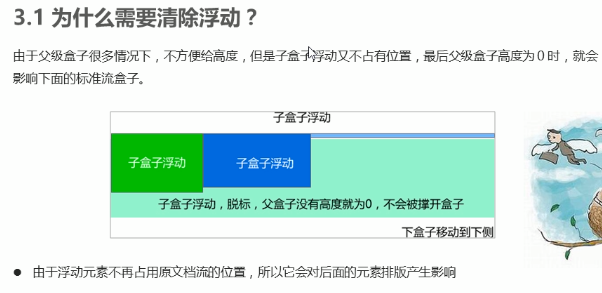 3.1 为什么需要清除浮动？
由于父级盒子很多情况下，不方便给高度，但是子盒子浮动又不占有位置，最后父级盒子高度为 0 时，就会
影响下面的标准流盒子。
子盒子浮动
子盒子浮动
子盒子浮动
子盒子浮动，脱标，父盒子没有高度就为0，不会被撑开盒子
下盒子移动到下侧
● 由于浮动元素不再占用原文档流的位置，所以它会对后面的元素排版产生影响